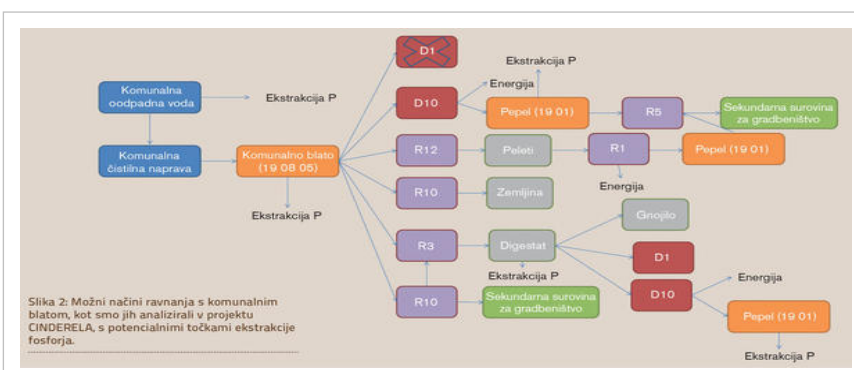 Komunalna
oodpadna voda
Ekstrakcija P
Komunalna
čistilna naprava
Komunalno blato
(19 08 05)
Ekstrakcija P
D1
D10
Energija
Ekstrakcija P
Pepel (19 01)
R5
Sekundarna surovina
za gradbeništvo
R12
Peleti
R1
Pepel (19 01)
Energija
R10
Zemljina
R3
Digestat
Gnojilo
Ekstrakcija P
D1
D10
Energija
Pepel (19 01)
Ekstrakcija P
R10
Sekundarna surovina
za gradbeništvo
Slika 2: Možni načini ravnanja s komunalnim
blatom, kot smo jih analizirali v projektu
CINDERELA, s potencialnimi točkami ekstrakcije
fosforja.